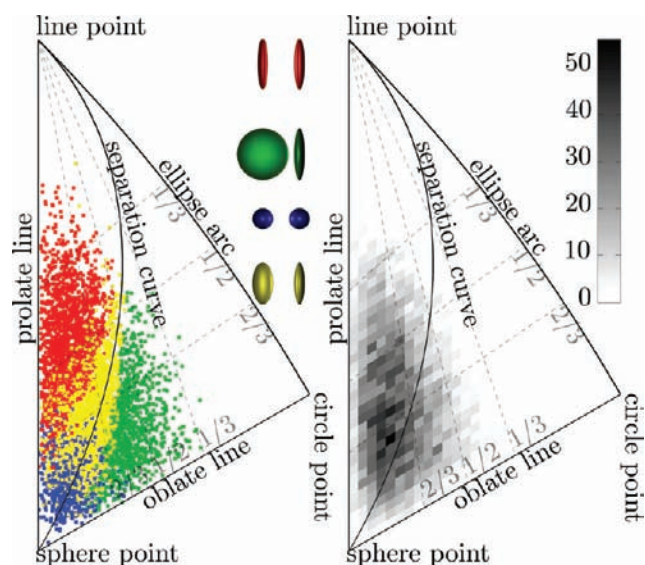 line point
prolate line
separation curve
ellipse arc
1/3
1/2
2/3
1/3
1/2
2/3
oblate line
circle point
sphere point
line point
prolate line
separation curve
ellipse arc
1/3
1/2
2/3
1/3
1/2
2/3
oblate line
circle point
sphere point
50
40
30
20
10
0